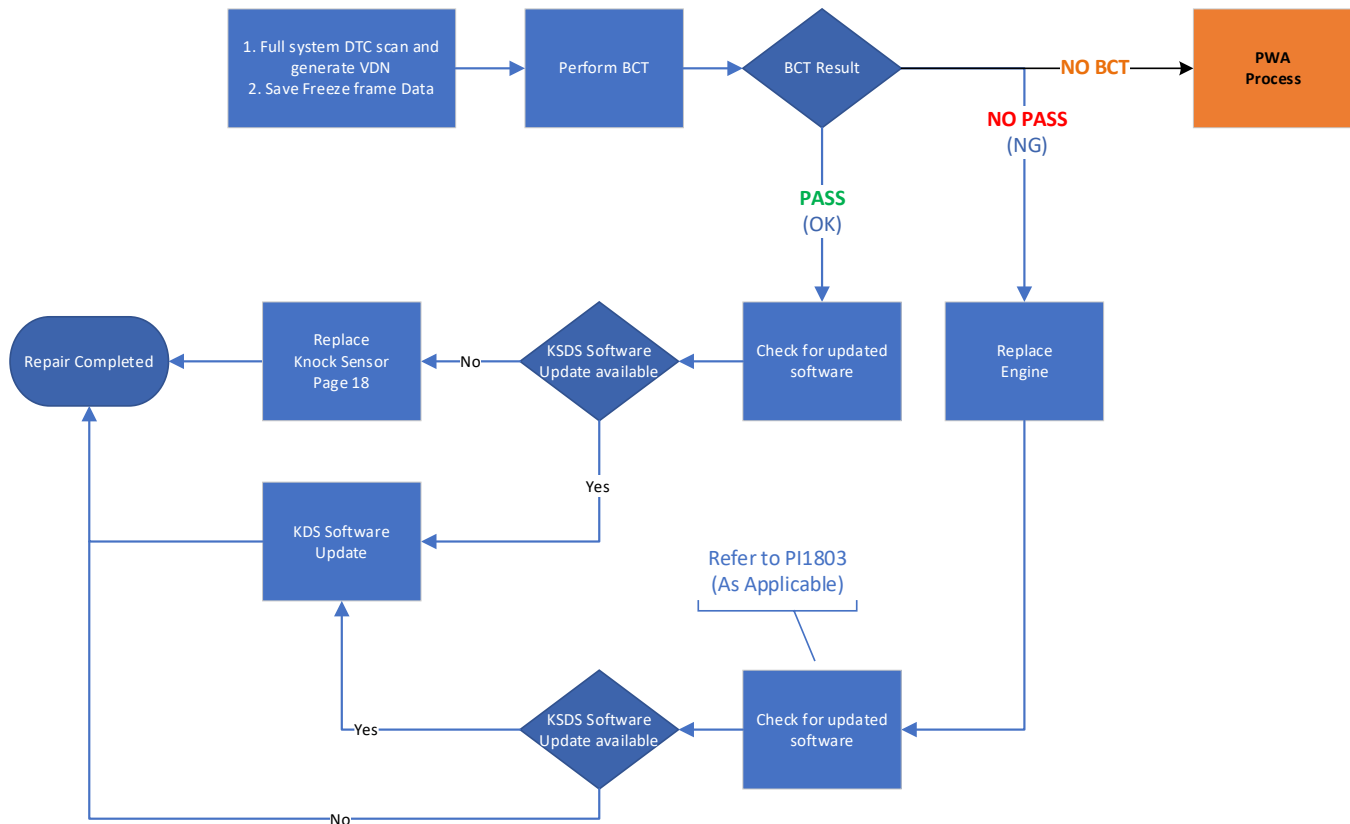 1. Full system DTC scan and
generate VDN
2. Save Freeze frame Data
Perform BCT
BCT Result
NO BCT
PWA
Process
NO PASS
(NG)
PASS
(OK)
Repair Completed
Replace
Knock Sensor
Page 18
No
KSDS Software
Update available
Check for updated
software
Replace
Engine
Yes
KDS Software
Update
Refer to PI1803
(As Applicable)
Yes
KSDS Software
Update available
Check for updated
software
No